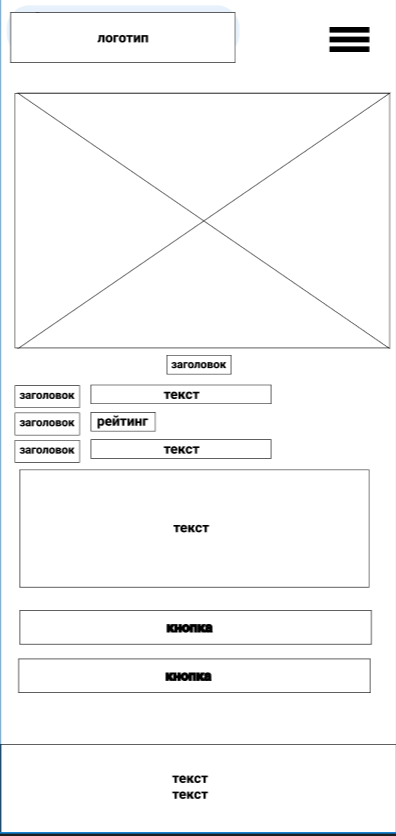 логотип
заголовок
заголовок текст
заголовок рейтинг
заголовок текст
текст
кнопка
кнопка
текст
текст